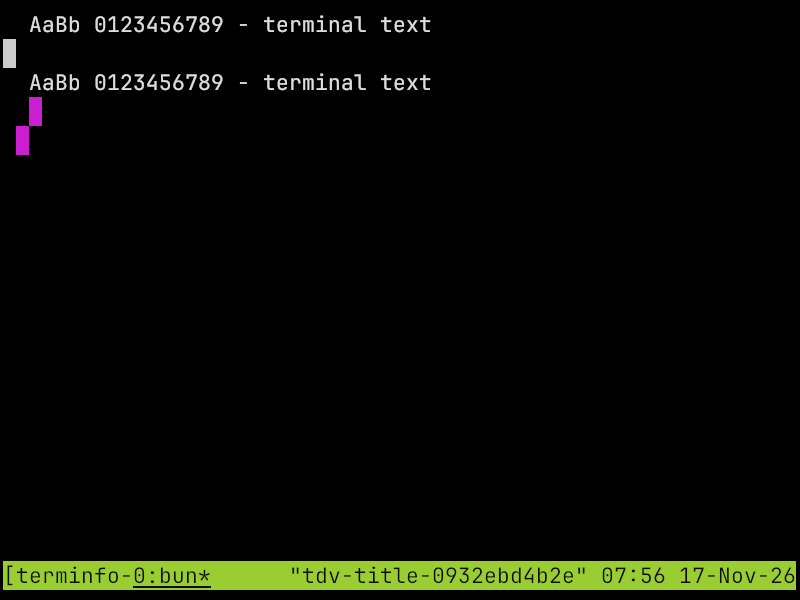 AaBb 0123456789 - terminal text
AaBb 0123456789 - terminal text
[terminfo-0:bun* "tdv-title-0932ebd4b2e" 07:56 17-Nov-26